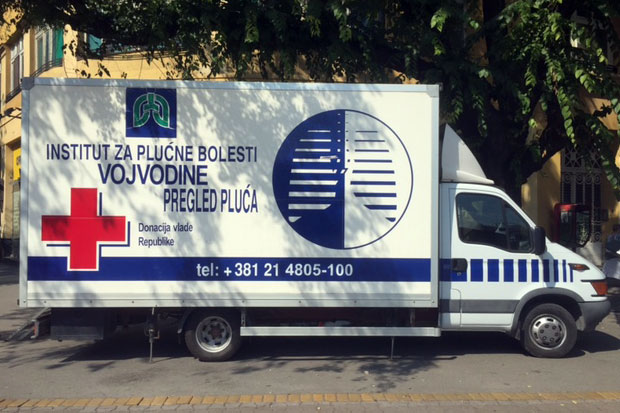 INSTITUT ZA PLUĆNE BOLESTI
VOJVODINE
PREGLED PLUĆA
Donacija vlade
Republike
tel: +381 21 4805-100